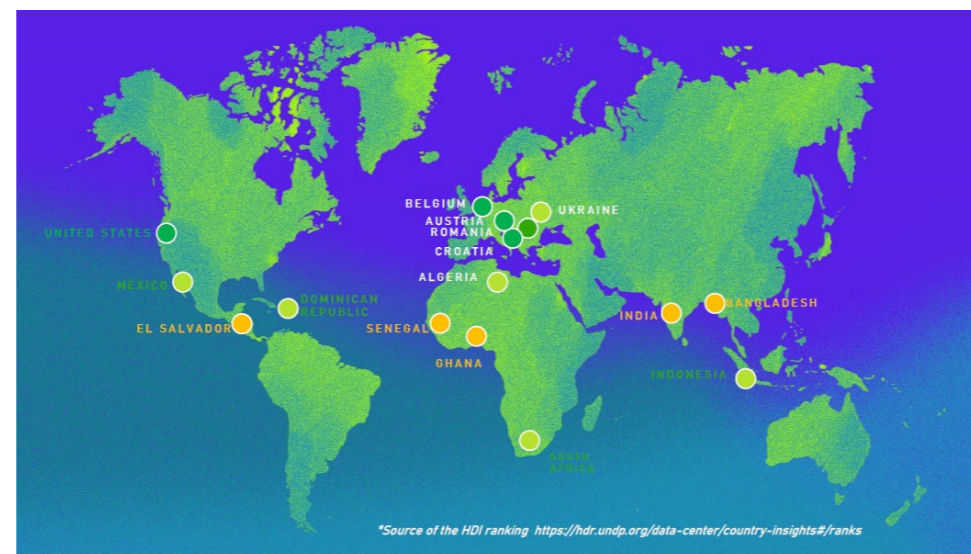 BELGIUM
UKRAINE
AUSTRIA
ROMANIA
UNITED STATES
CROATIA
ALGERIA
MEXICO
DOMINICAN
REPUBLIC
BANGLADESH
INDIA
EL SALVADOR
SENEGAL
GHANA
INDONESIA
SOUTH
AFRICA
*Source of the HDI ranking https://hdr.undp.org/data-center/country-insights#/ranks